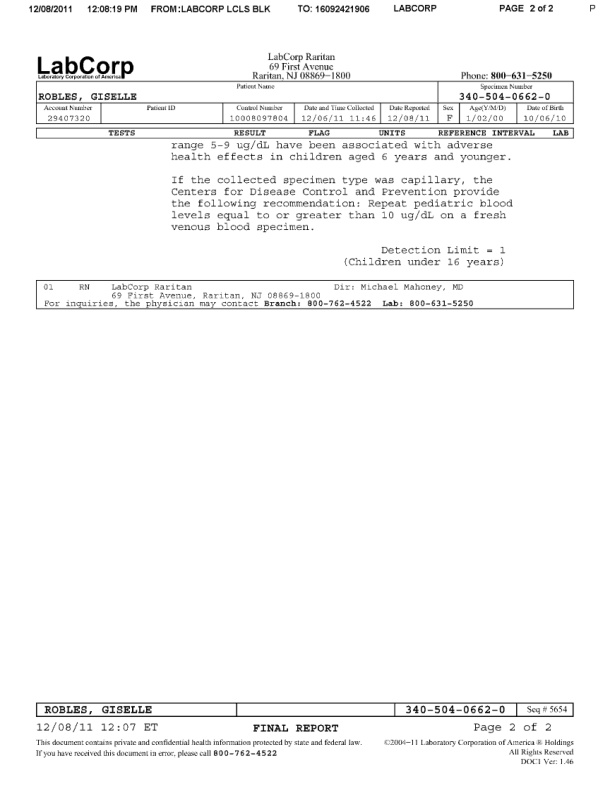 12/08/2011 12:08:19 PM FROM:LABCORP LCLS BLK TO: 16092421906 LABCORP PAGE 2 of 2 P
LabCorp
Laboratory Corporation of America
LabCorp Raritan
69 First Avenue
Raritan, NJ 08869-1800
Phone: 800-631-5250
Patient Name Specimen Number
ROBLES, GISELLE 340-504-0662-0
Account Number Patient ID Control Number Date and Time Collected Date Reported Sex Age(Y/M/D) Date of Birth
29407320 10008097804 12/06/11 11:46 12/08/11 F 1/02/00 10/06/10
TESTS RESULT FLAG UNITS REFERENCE INTERVAL LAB
range 5-9 ug/dL have been associated with adverse
health effects in children aged 6 years and younger.
If the collected specimen type was capillary, the
Centers for Disease Control and Prevention provide
the following recommendation: Repeat pediatric blood
levels equal to or greater than 10 ug/dL on a fresh
venous blood specimen.
Detection Limit = 1
(Children under 16 years)
01 RN LabCorp Raritan Dir: Michael Mahoney, MD
69 First Avenue, Raritan, NJ 08869-1800
For inquiries, the physician may contact Branch: 800-762-4522 Lab: 800-631-5250
ROBLES, GISELLE 340-504-0662-0 Seq # 5654
12/08/11 12:07 ET FINAL REPORT Page 2 of 2
This document contains private and confidential health information protected by state and federal law.
If you have received this document in error, please call 800-762-4522
©2004-11 Laboratory Corporation of America ® Holdings
All Rights Reserved
DOC1 Ver: 1.46